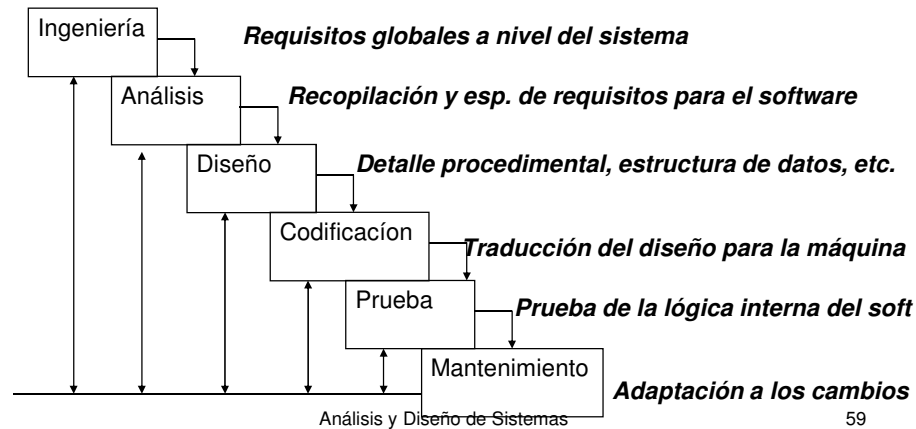 Ingeniería
Requisitos globales a nivel del sistema
Análisis
Recopilación y esp. de requisitos para el software
Diseño
Detalle procedimental, estructura de datos, etc.
Codificacíon
Traducción del diseño para la máquina
Prueba
Prueba de la lógica interna del soft
Mantenimiento
Adaptación a los cambios
Análisis y Diseño de Sistemas
59